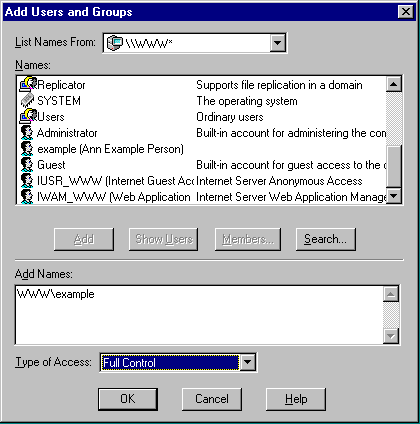 Add Users and Groups
List Names From: \\WWW*
Names:
Replicator Supports file replication in a domain
SYSTEM The operating system
Users Ordinary users
Administrator Built-in account for administering the com
example (Ann Example Person)
Guest Built-in account for guest access to the c
IUSR_WWW (Internet Guest Acc Internet Server Anonymous Access
IWAM_WWW (Web Application Internet Server Web Application Manage
Add Show Users Members... Search...
Add Names:
WWW\example
Type of Access: Full Control
OK Cancel Help